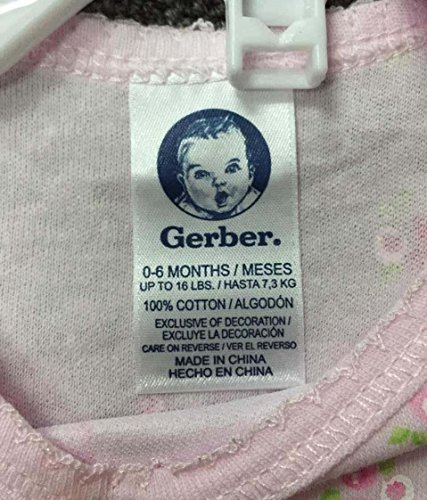 Gerber.
0-6 MONTHS / MESES
UP TO 16 LBS. / HASTA 7,3 KG
100% COTTON / ALGODÓN
EXCLUSIVE OF DECORATION /
EXCLUYE LA DECORACIÓN
CARE ON REVERSE / VER EL REVERSO
MADE IN CHINA
HECHO EN CHINA